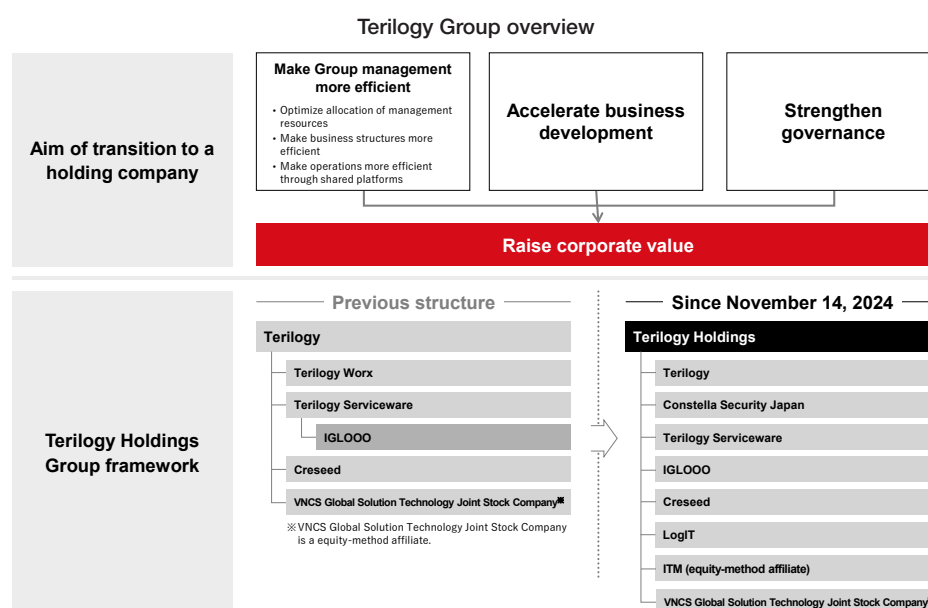 Terilogy Group overview
Aim of transition to a
holding company
Make Group management
more efficient
• Optimize allocation of management
resources
• Make business structures more
efficient
• Make operations more efficient
through shared platforms
Accelerate business
development
Strengthen
governance
Raise corporate value
Terilogy Holdings
Group framework
Previous structure
Terilogy
Terilogy Worx
Terilogy Serviceware
IGLOOO
Creseed
VNCS Global Solution Technology Joint Stock Company※
※VNCS Global Solution Technology Joint Stock Company
is a equity-method affiliate.
Since November 14, 2024
Terilogy Holdings
Terilogy
Constella Security Japan
Terilogy Serviceware
IGLOOO
Creseed
LogIT
ITM (equity-method affiliate)
VNCS Global Solution Technology Joint Stock Company